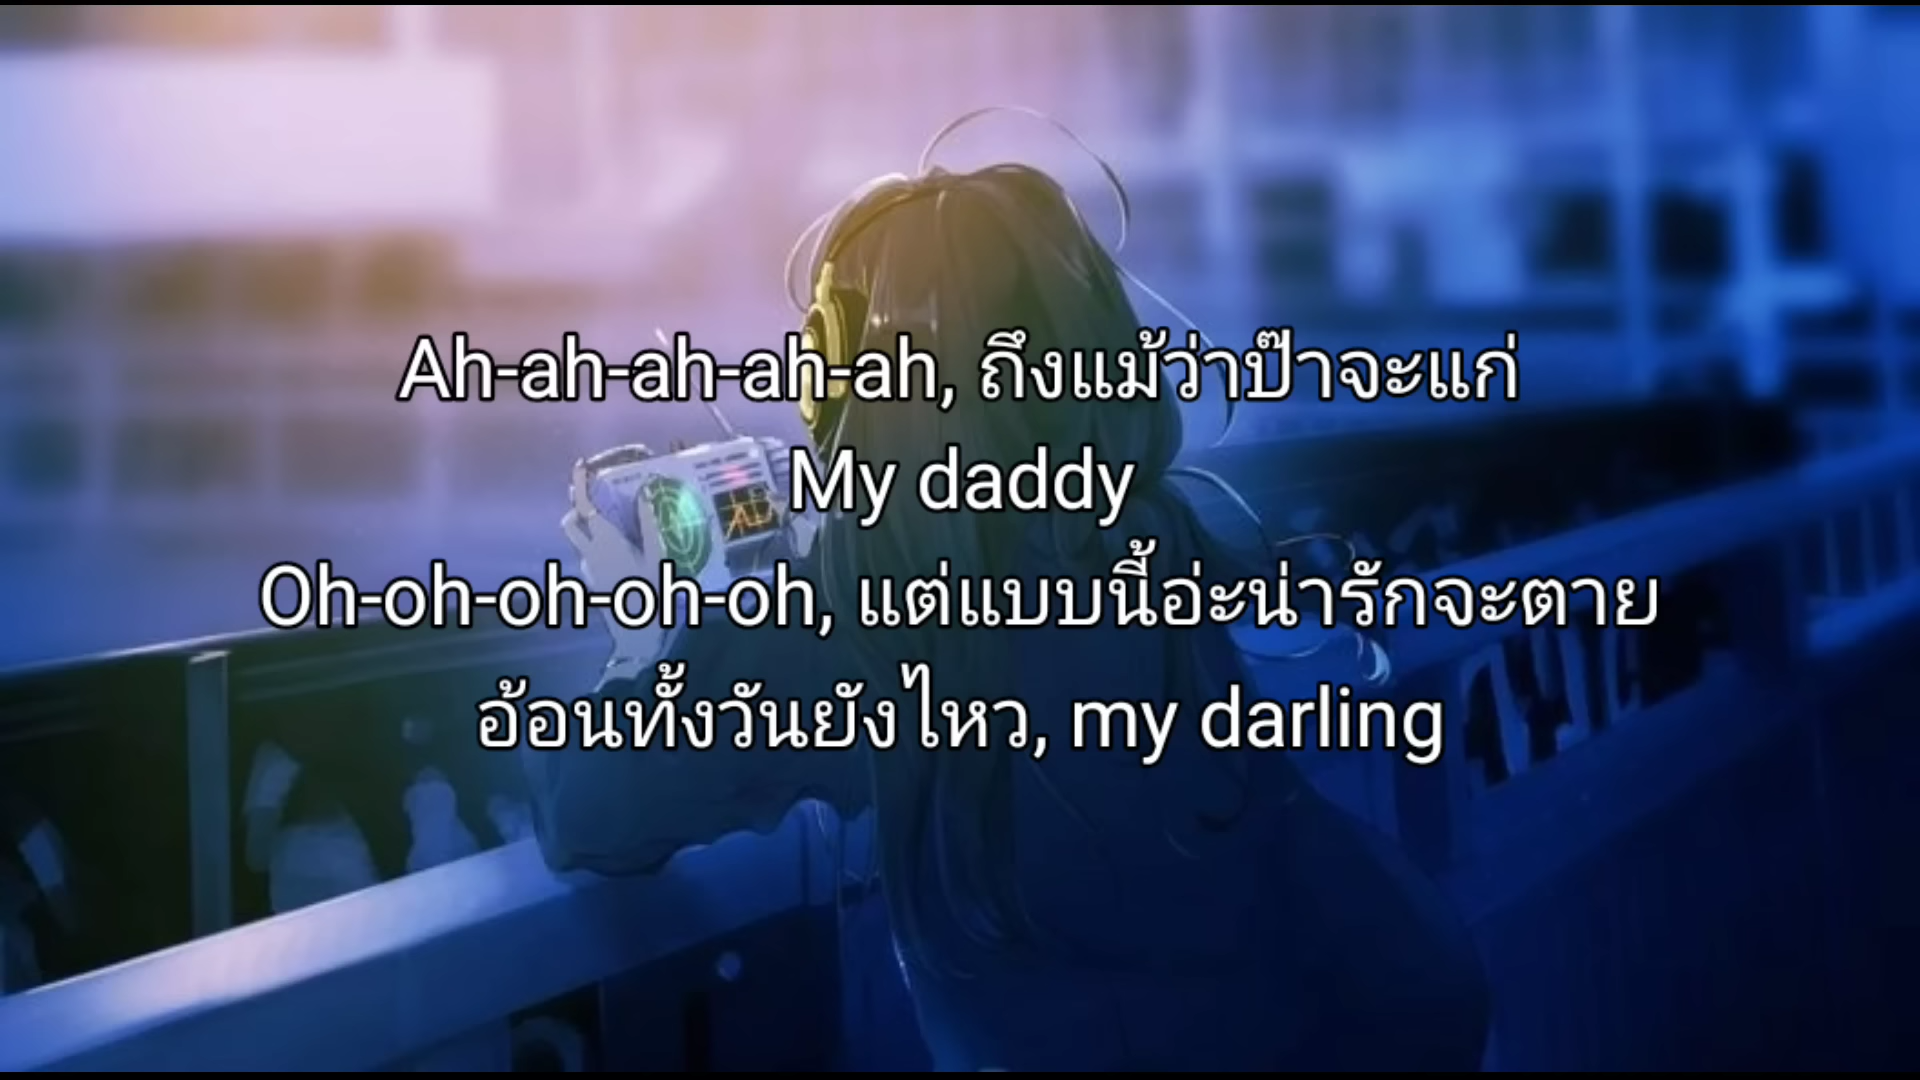 Ah-ah-ah-ah-ah, ถึงแม้ว่าป๊าจะแก่
My daddy
Oh-oh-oh-oh-oh, แต่แบบนี้อ่ะน่ารักจะตาย
อ้อนทั้งวันยังไหว, my darling